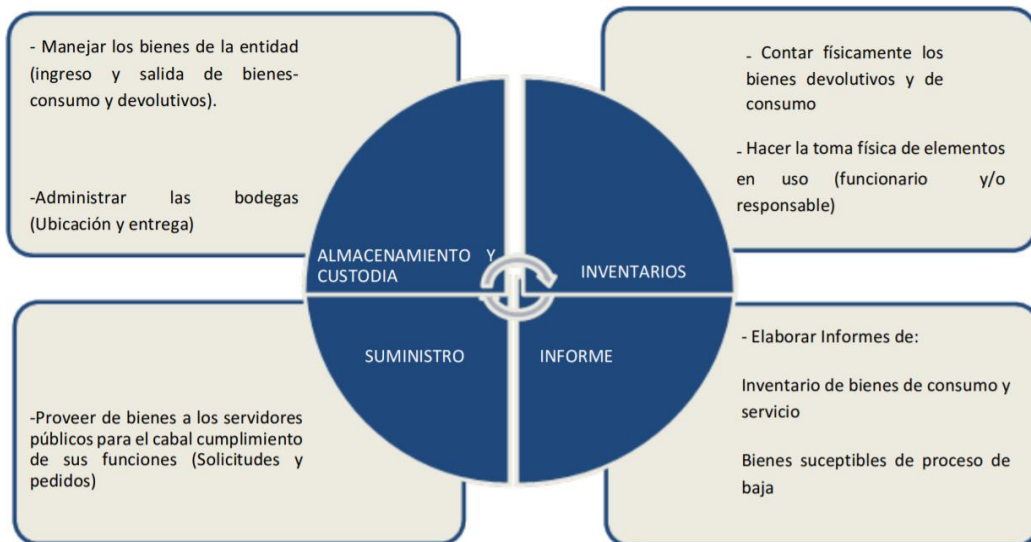 - Manejar los bienes de la entidad
(ingreso y salida de bienes-
consumo y devolutivos).
-Administrar las bodegas
(Ubicación y entrega)
- Contar físicamente los
bienes devolutivos y de
consumo
- Hacer la toma física de elementos
en uso (funcionario y/o
responsable)
ALMACENAMIENTO Y
CUSTODIA
INVENTARIOS
SUMINISTRO
INFORME
-Proveer de bienes a los servidores
públicos para el cabal cumplimiento
de sus funciones (Solicitudes y
pedidos)
- Elaborar Informes de:
Inventario de bienes de consumo y
servicio
Bienes suceptibles de proceso de
baja